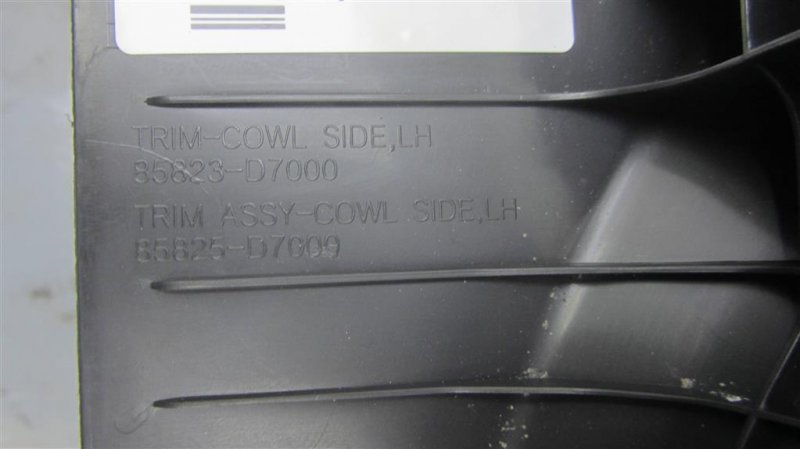 TRIM-COWL SIDE,LH
85823-D7000
TRIM ASSY-COWL SIDE,LH
85825-D7009